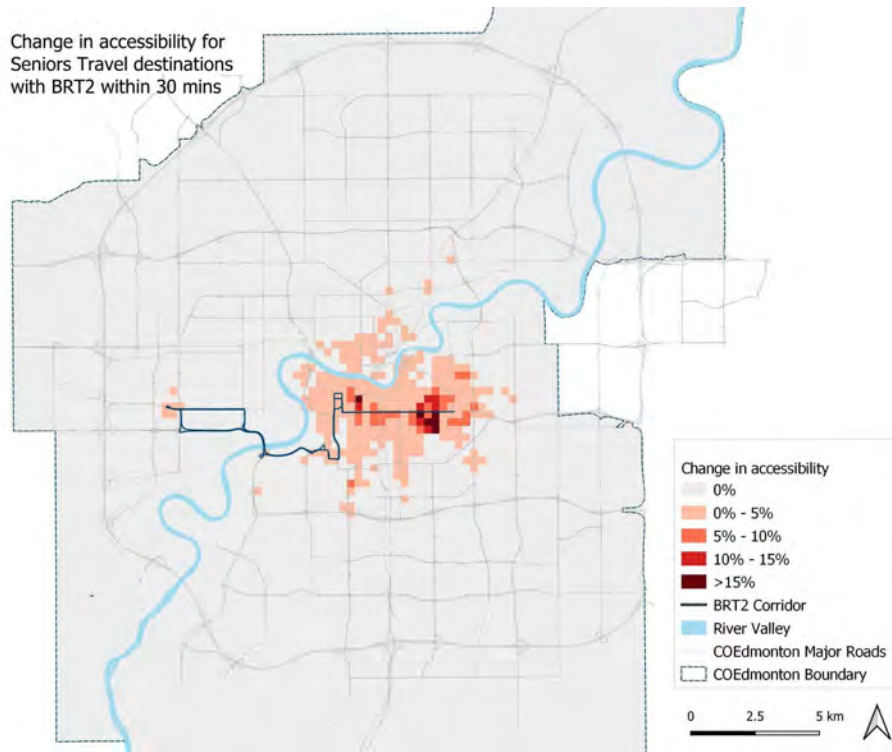 Change in accessibility for
Seniors Travel destinations
with BRT2 within 30 mins
Change in accessibility
0%
0% - 5%
5% - 10%
10% - 15%
>15%
BRT2 Corridor
River Valley
COEdmonton Major Roads
COEdmonton Boundary
0 2.5 5 km